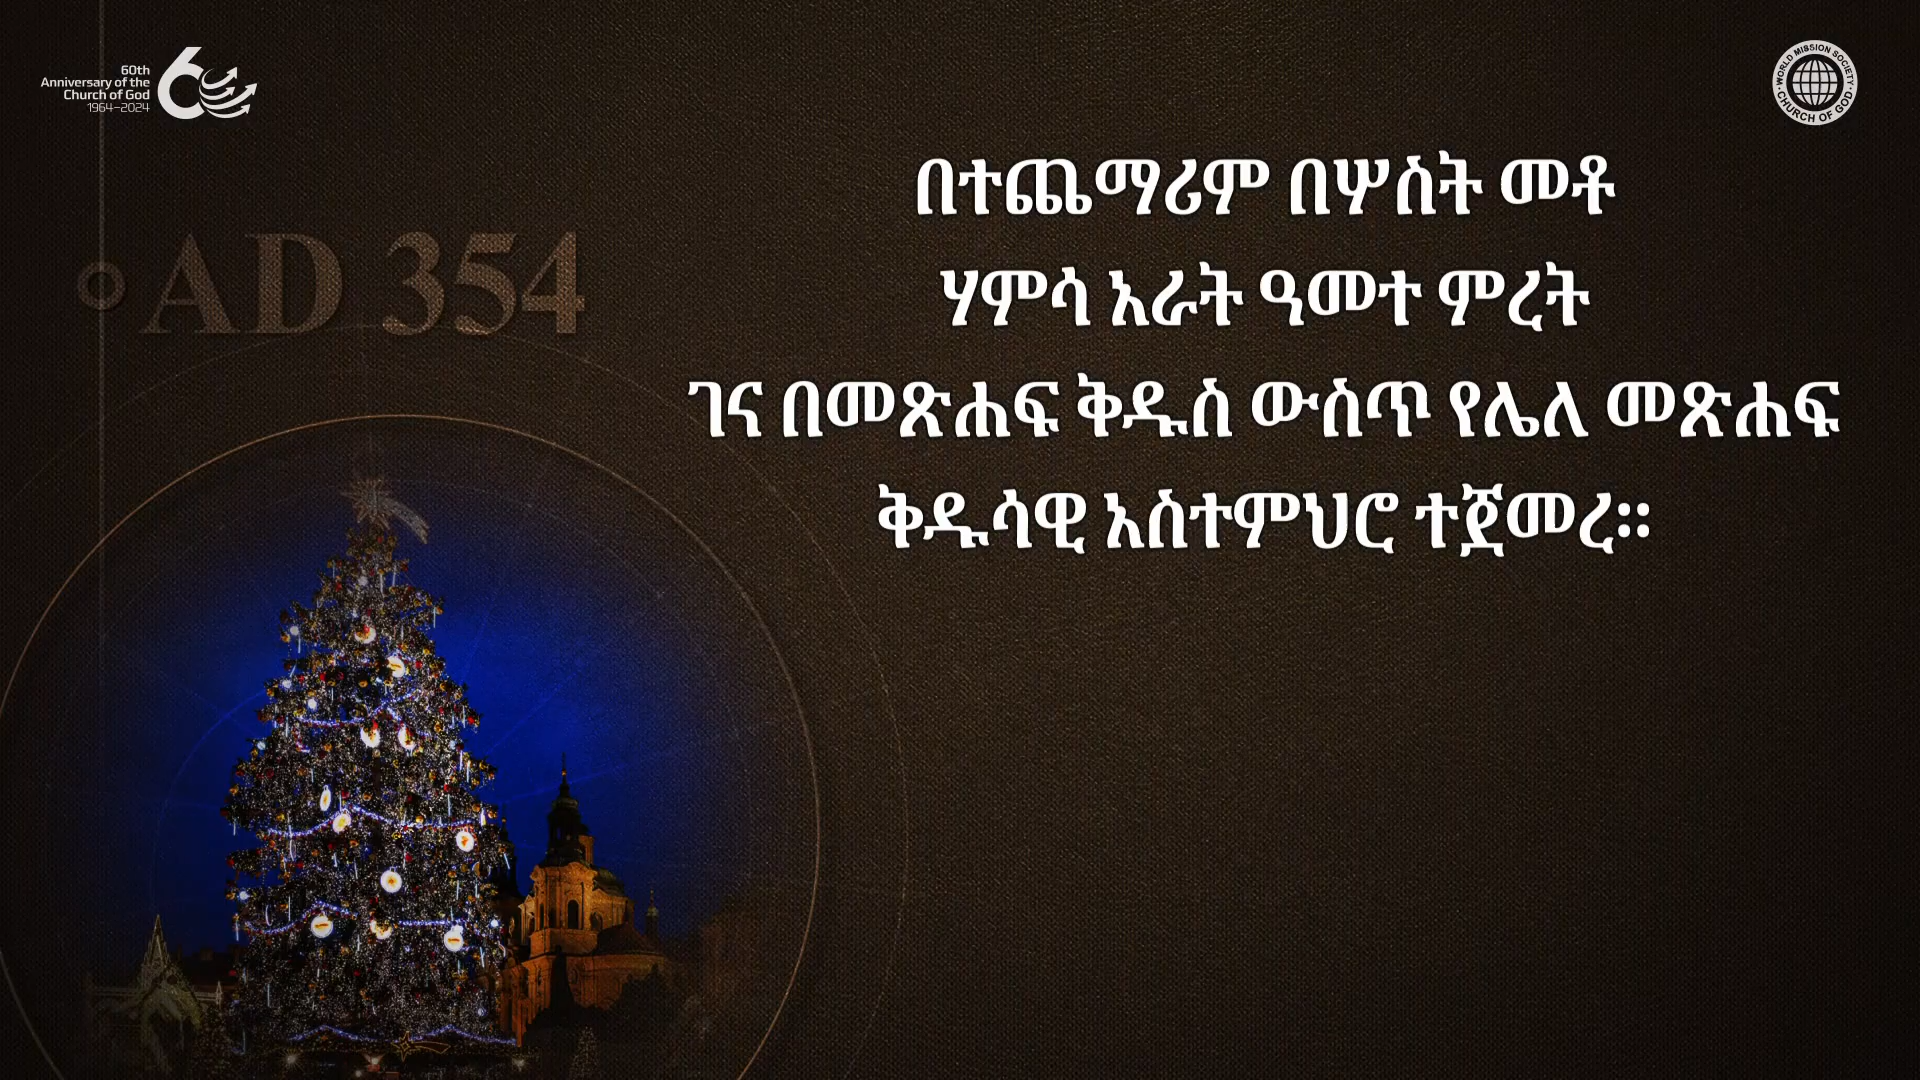 60th
Anniversary of the
Church of God
1964–2024
WORLD MISSION SOCIETY
CHURCH OF GOD
AD 354
በተጨማሪም በሦስት መቶ
ሃምሳ አራት ዓመተ ምረት
ገና በመጽሐፍ ቅዱስ ውስጥ የሌለ መጽሐፍ
ቅዱሳዊ አስተምህሮ ተጀመረ።